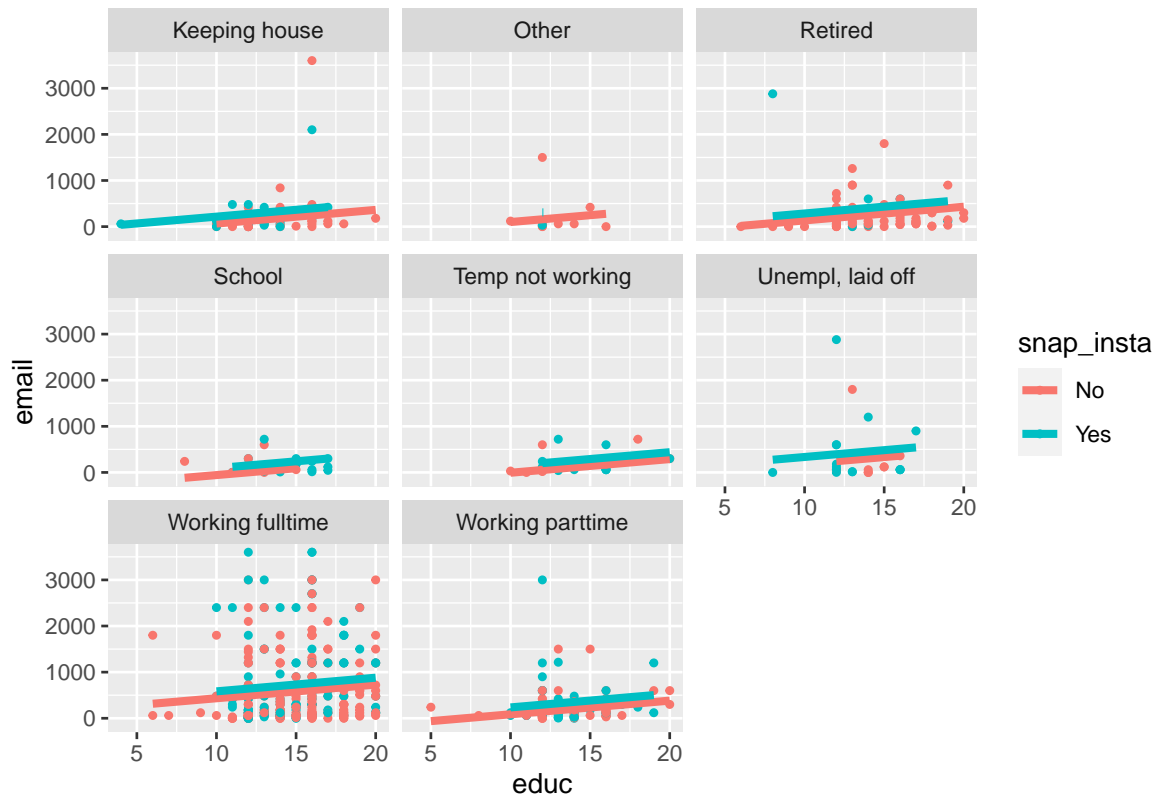 Keeping house Other Retired
3000
2000
1000
0
School Temp not working Unempl, laid off
3000
2000
1000
0
5 10 15 20
Working fulltime Working parttime
3000
2000
1000
0
5 10 15 20 5 10 15 20
educ
email
snap_insta
No
Yes